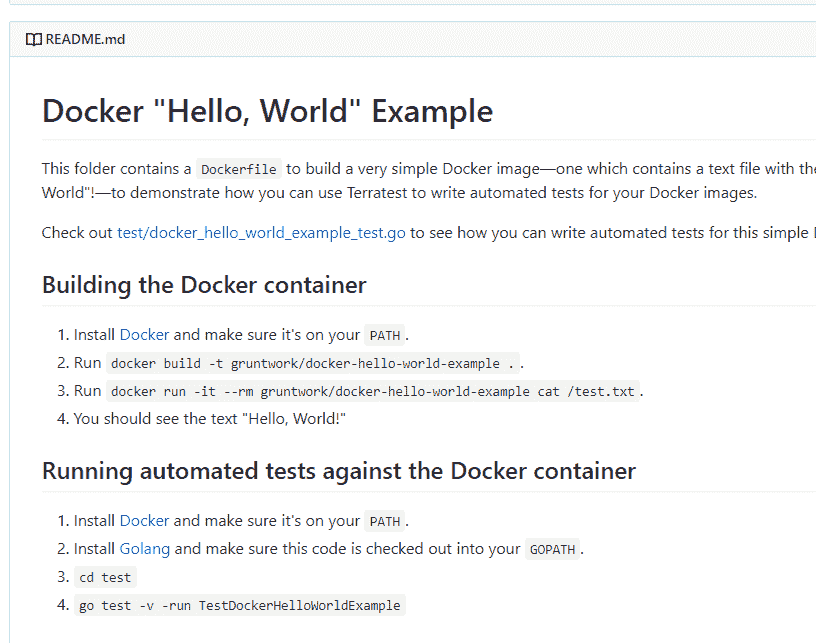 README.md
Docker "Hello, World" Example
This folder contains a Dockerfile to build a very simple Docker image—one which contains a text file with the
World"!—to demonstrate how you can use Terratest to write automated tests for your Docker images.
Check out test/docker_hello_world_example_test.go to see how you can write automated tests for this simple
Building the Docker container
1. Install Docker and make sure it's on your PATH .
2. Run docker build -t gruntwork/docker-hello-world-example . .
3. Run docker run -it --rm gruntwork/docker-hello-world-example cat /test.txt .
4. You should see the text "Hello, World!"
Running automated tests against the Docker container
1. Install Docker and make sure it's on your PATH .
2. Install Golang and make sure this code is checked out into your GOPATH .
3. cd test
4. go test -v -run TestDockerHelloWorldExample